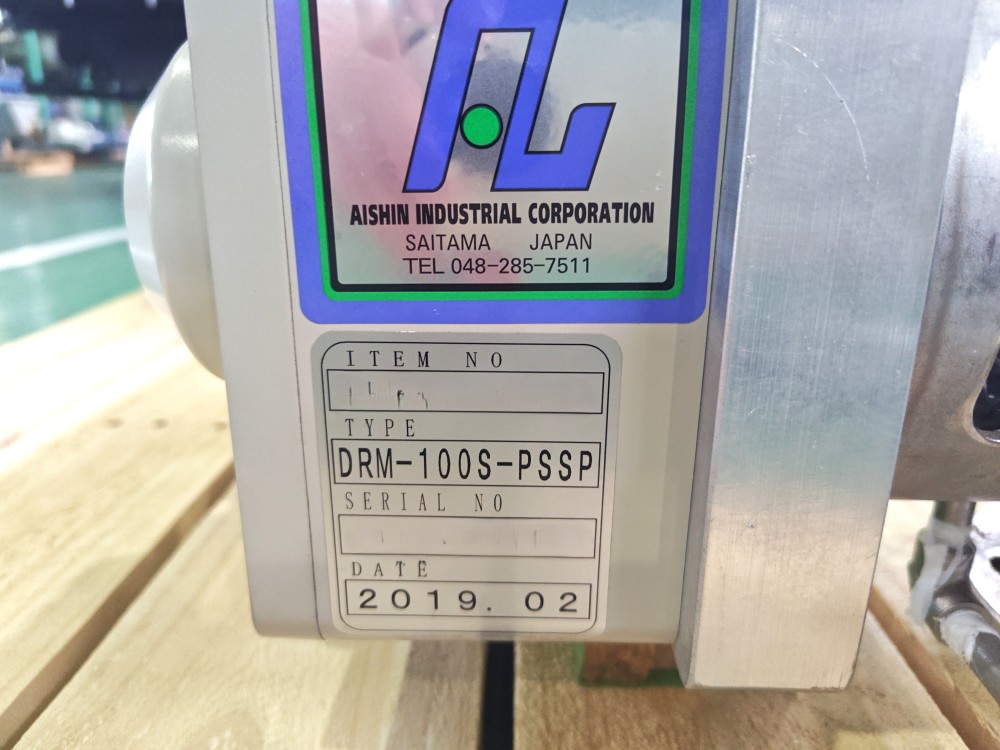 AISHIN INDUSTRIAL CORPORATION
SAITAMA JAPAN
TEL 048-285-7511
ITEM NO
TYPE
DRM-100S-PSSP
SERIAL NO
DATE
2019. 02